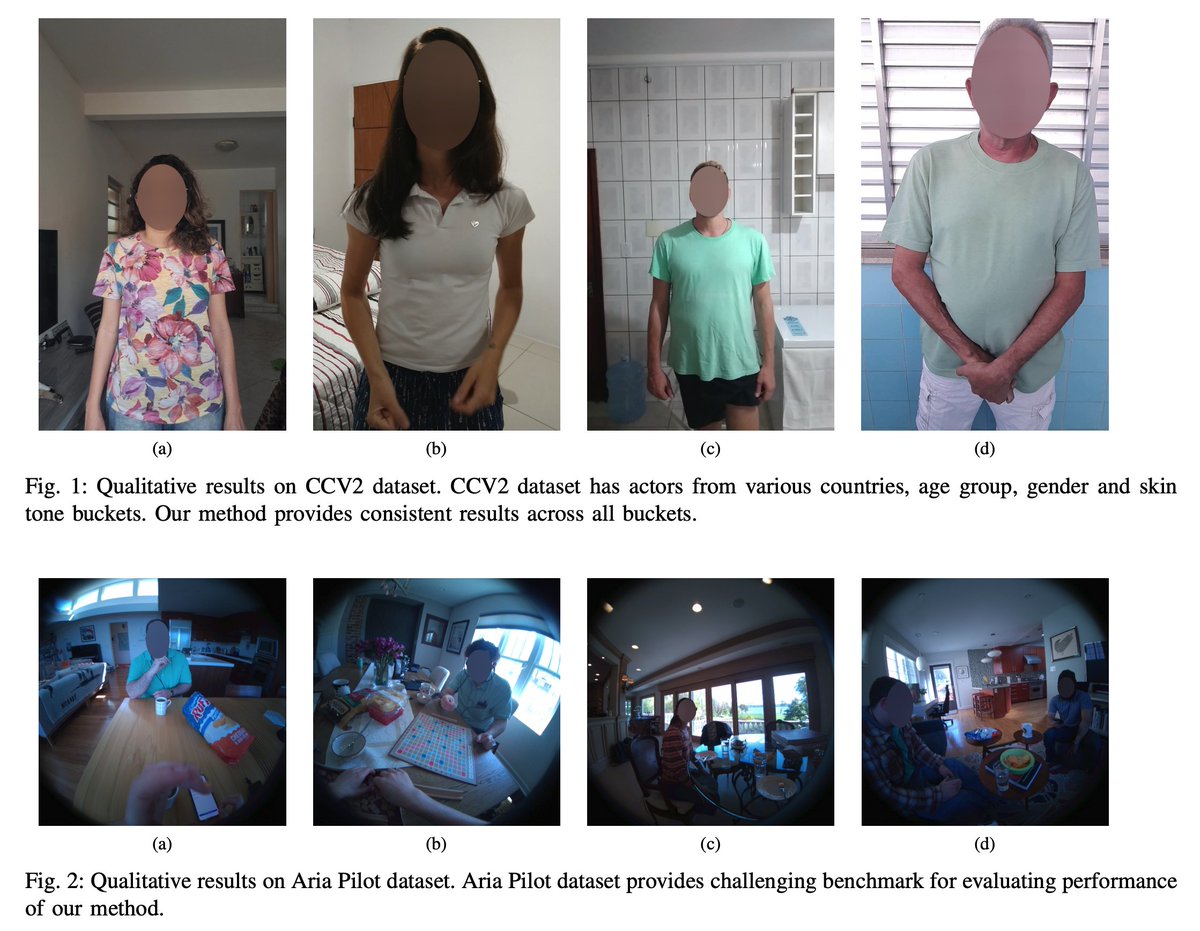 (a) (b) (c) (d)
Fig. 1: Qualitative results on CCV2 dataset. CCV2 dataset has actors from various countries, age group, gender and skin
tone buckets. Our method provides consistent results across all buckets.
Ruffles
(a) (b) (c) (d)
Fig. 2: Qualitative results on Aria Pilot dataset. Aria Pilot dataset provides challenging benchmark for evaluating performance
of our method.